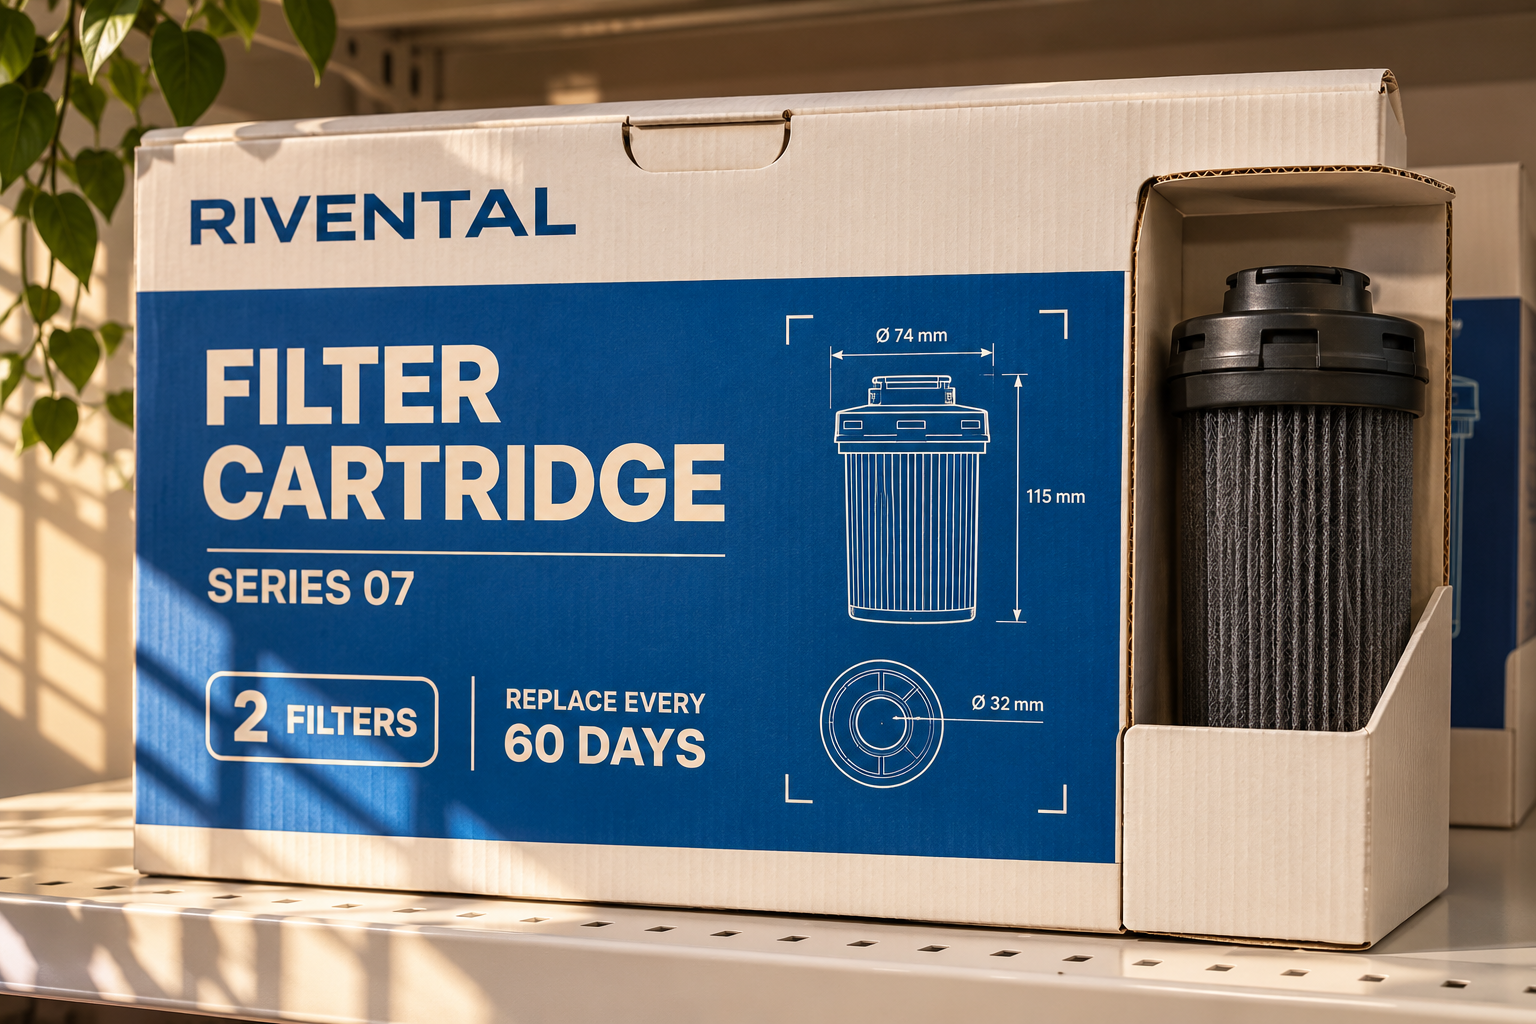 RIVENTAL
FILTER
CARTRIDGE
SERIES 07
2 FILTERS
REPLACE EVERY
60 DAYS
Ø 74 mm
115 mm
Ø 32 mm